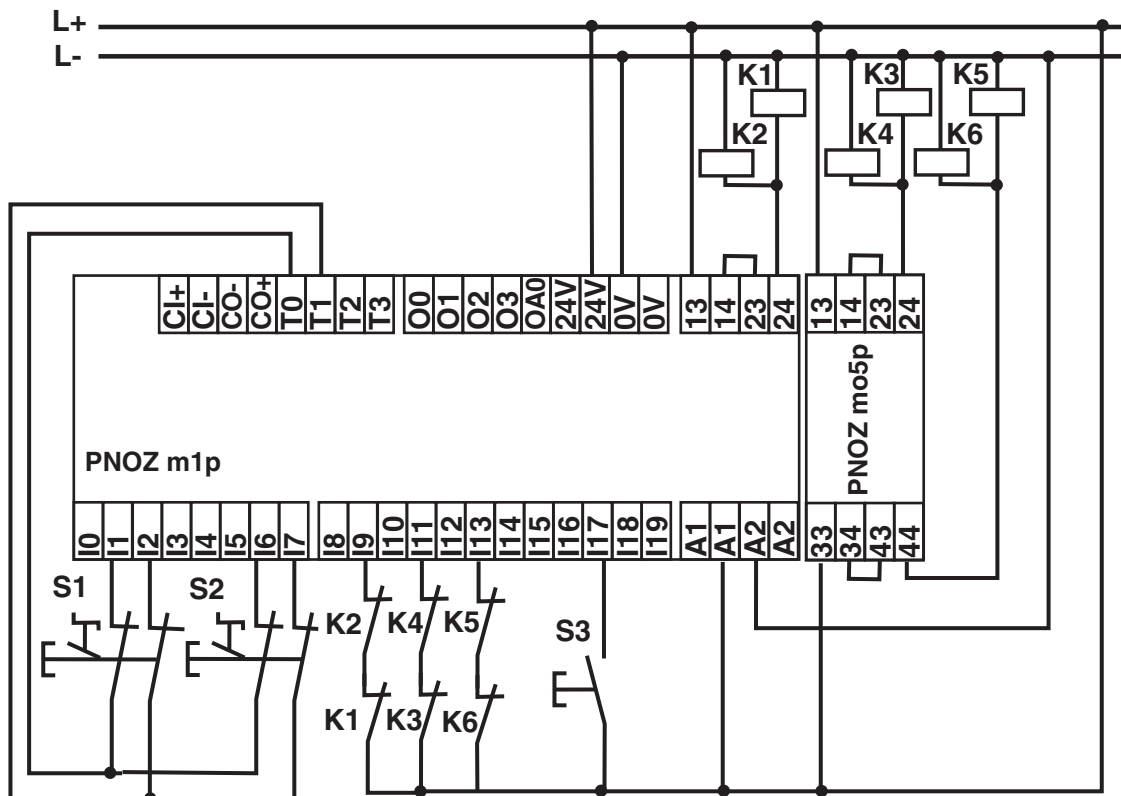 L+
L-
K1
K3
K5
K2
K4
K6
CI+
CI-
CO-
CO+
T0
T1
T2
T3
O0
O1
O2
O3
OA0
24V
24V
0V
0V
13
14
23
24
13
14
23
24
PNOZ m1p
PNOZ mo5p
I0
I1
I2
I3
I4
I5
I6
I7
I8
I9
I10
I11
I12
I13
I14
I15
I16
I17
I18
I19
A1
A1
A2
A2
33
34
43
44
S1
S2
K2
K4
K5
S3
K1
K3
K6